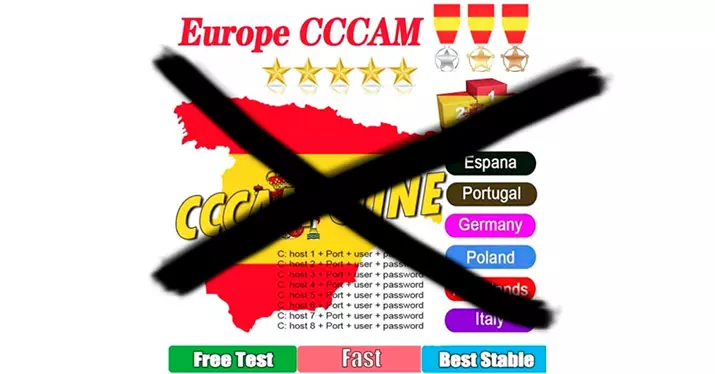 Europe CCCAM
1
2
Espana
Portugal
Germany
Poland
Italy
C: host 1 + Port + user +
C: host 2 + Port + user +
C: host 3 + Port + user + password
C: host 4 + Port + user + password
C: host 5 + Port + user + password
C: host 6 + Port + user + password
C: host 7 + Port + user + password
C: host 8 + Port + user + password
Free Test
Fast
Best Stable